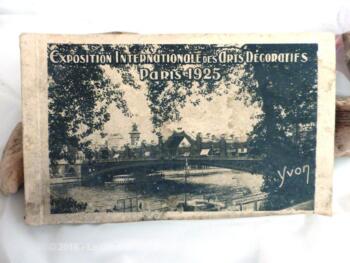 EXPOSITION INTERNATIONALE DES ARTS DÉCORATIFS
PARIS 1925
Yvon